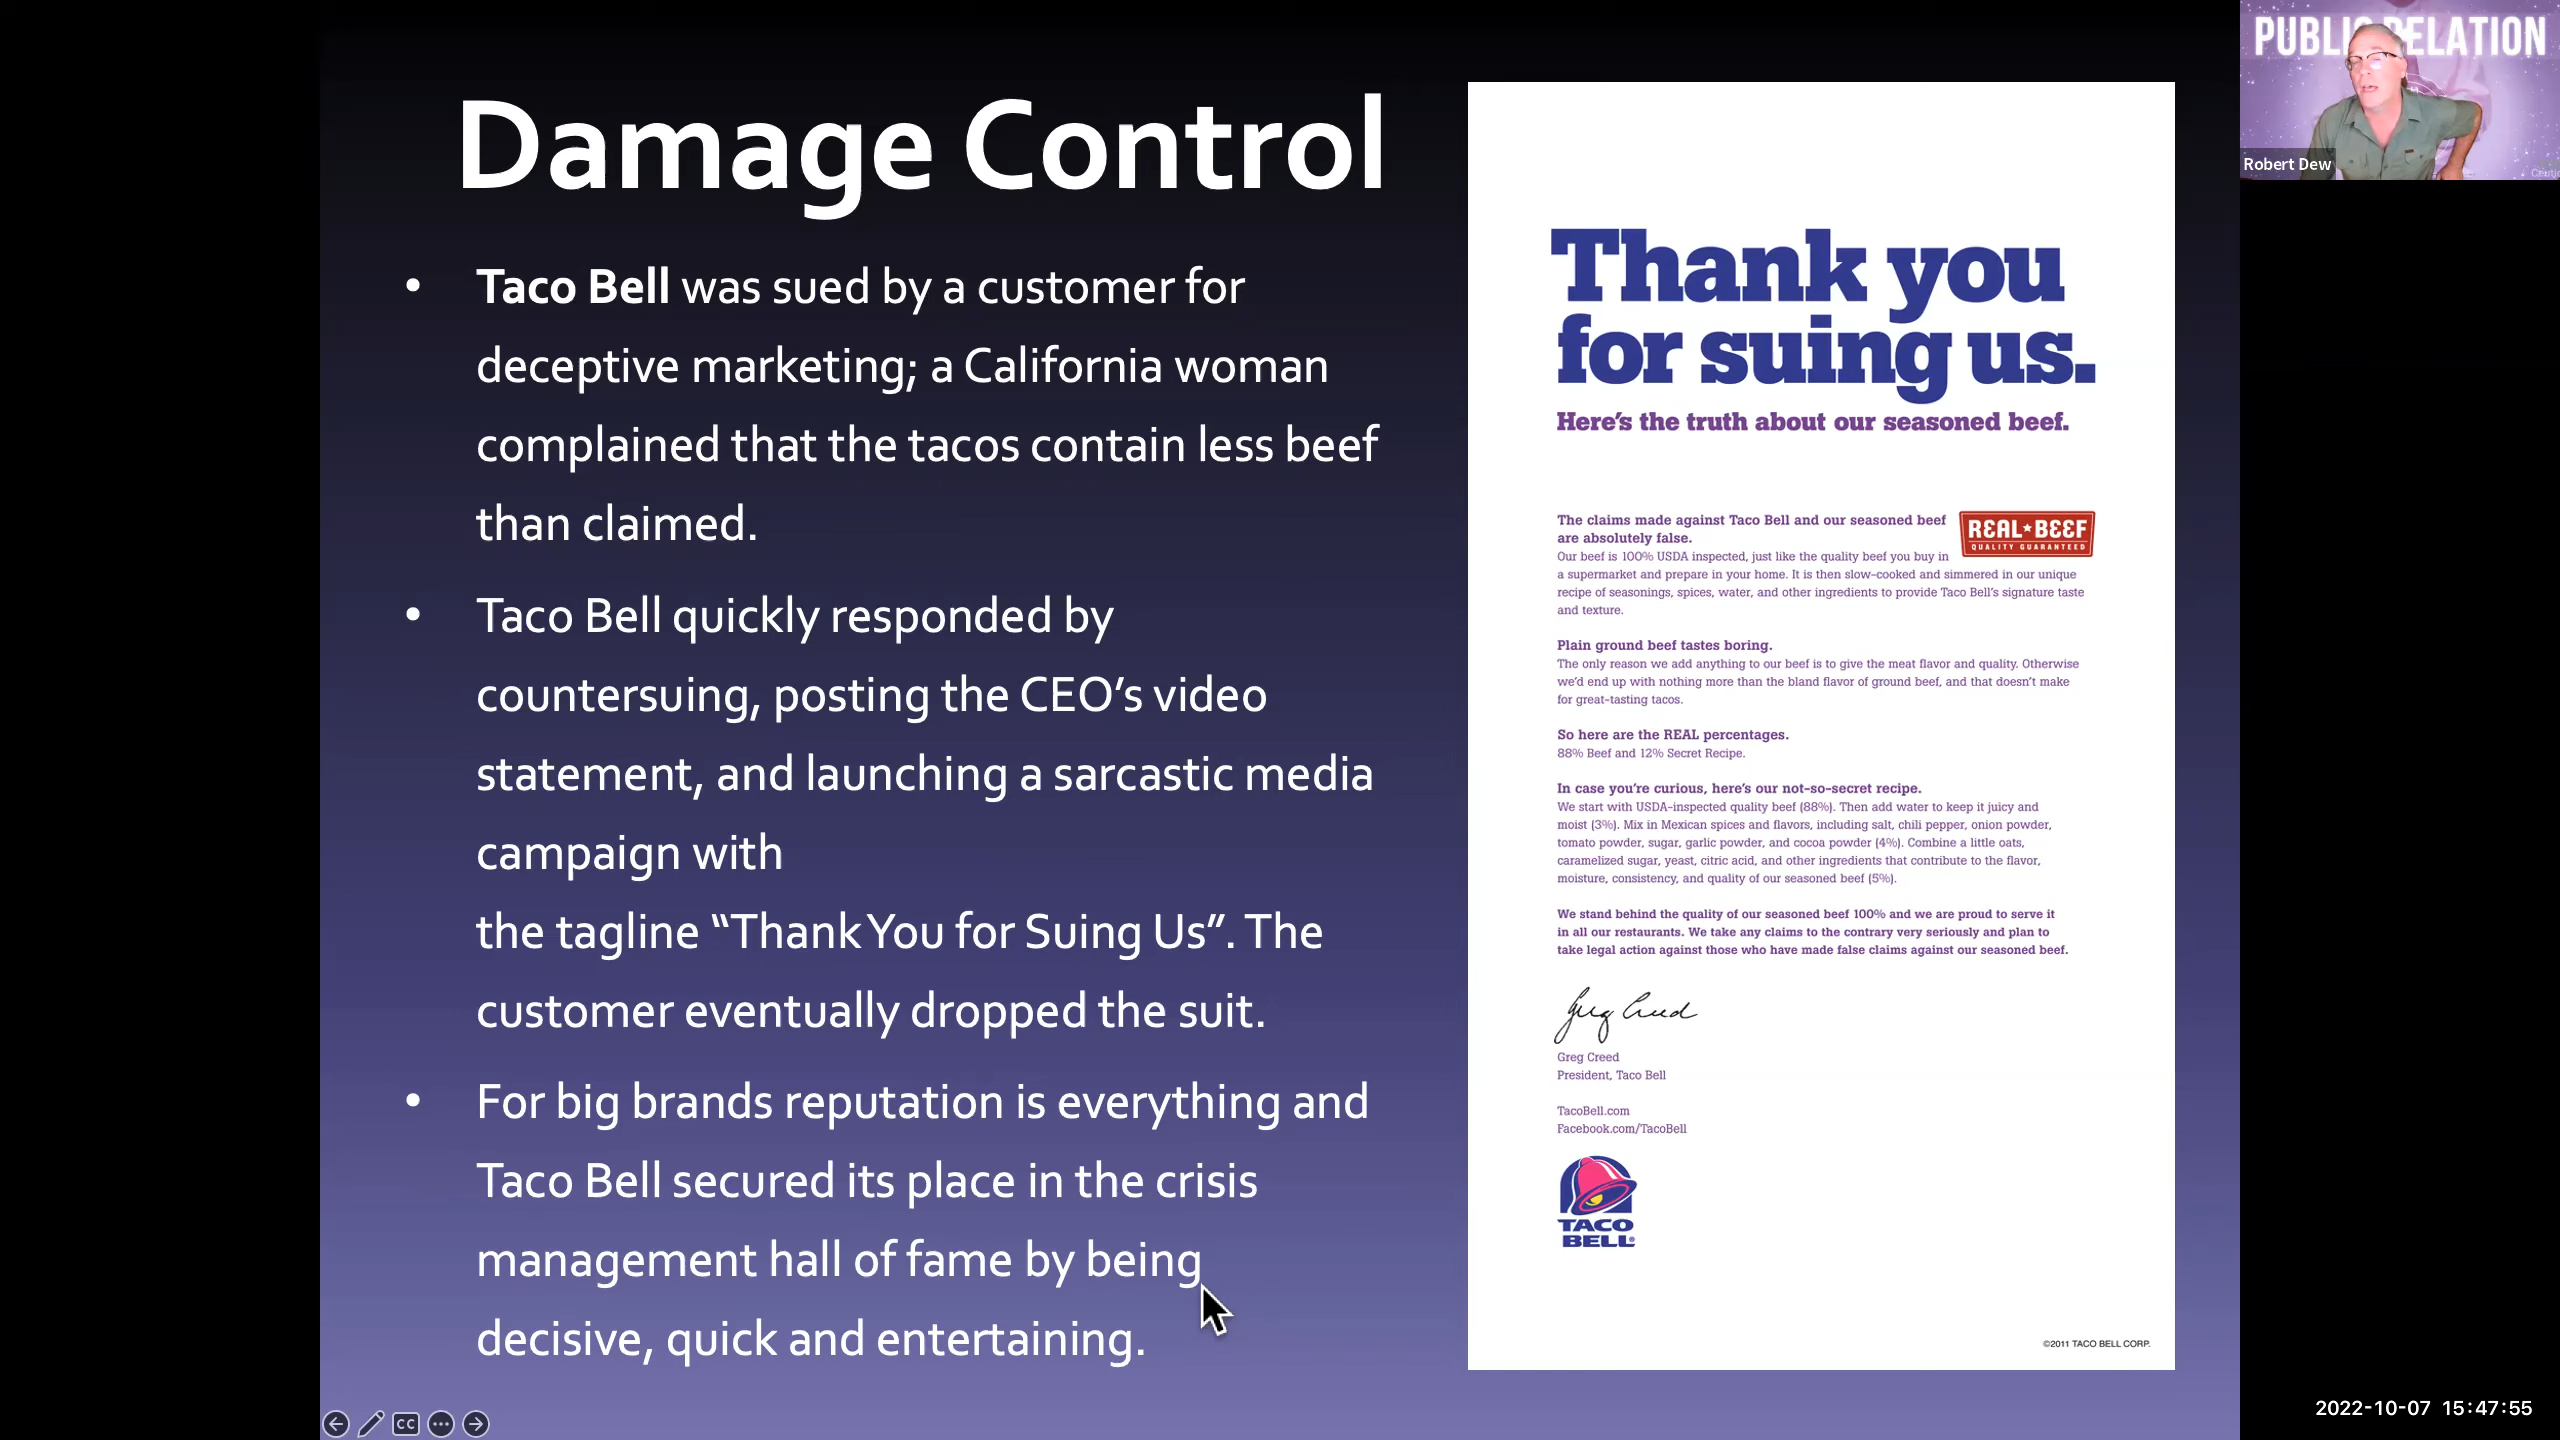 Damage Control
• Taco Bell was sued by a customer for
deceptive marketing; a California woman
complained that the tacos contain less beef
than claimed.
• Taco Bell quickly responded by
countersuing, posting the CEO’s video
statement, and launching a sarcastic media
campaign with
the tagline “Thank You for Suing Us”. The
customer eventually dropped the suit.
• For big brands reputation is everything and
Taco Bell secured its place in the crisis
management hall of fame by being
decisive, quick and entertaining.
Thank you
for suing us.
Here’s the truth about our seasoned beef.
The claims made against Taco Bell and our seasoned beef
are absolutely false.
REAL★BEEF
QUALITY GUARANTEED
Our beef is 100% USDA inspected, just like the quality beef you buy in
a supermarket and prepare in your home. It is then slow-cooked and simmered in our unique
recipe of seasonings, spices, water, and other ingredients to provide Taco Bell’s signature taste
and texture.
Plain ground beef tastes boring.
The only reason we add anything to our beef is to give the meat flavor and quality. Otherwise
we’d end up with nothing more than the bland flavor of ground beef, and that doesn’t make
for great-tasting tacos.
So here are the REAL percentages.
88% Beef and 12% Secret Recipe.
In case you’re curious, here’s our not-so-secret recipe.
We start with USDA-inspected quality beef (88%). Then add water to keep it juicy and
moist (3%). Mix in Mexican spices and flavors, including salt, chili pepper, onion powder,
tomato powder, sugar, garlic powder, and cocoa powder (4%). Combine a little oats,
caramelized sugar, yeast, citric acid, and other ingredients that contribute to the flavor,
moisture, consistency, and quality of our seasoned beef (5%).
We stand behind the quality of our seasoned beef 100% and we are proud to serve it
in all our restaurants. We take any claims to the contrary very seriously and plan to
take legal action against those who have made false claims against our seasoned beef.
Greg Creed
Greg Creed
President, Taco Bell
TacoBell.com
Facebook.com/TacoBell
TACO
BELL®
©2011 TACO BELL CORP.
PUBLIC RELATION
Robert Dew
CC
2022-10-07 15:47:55